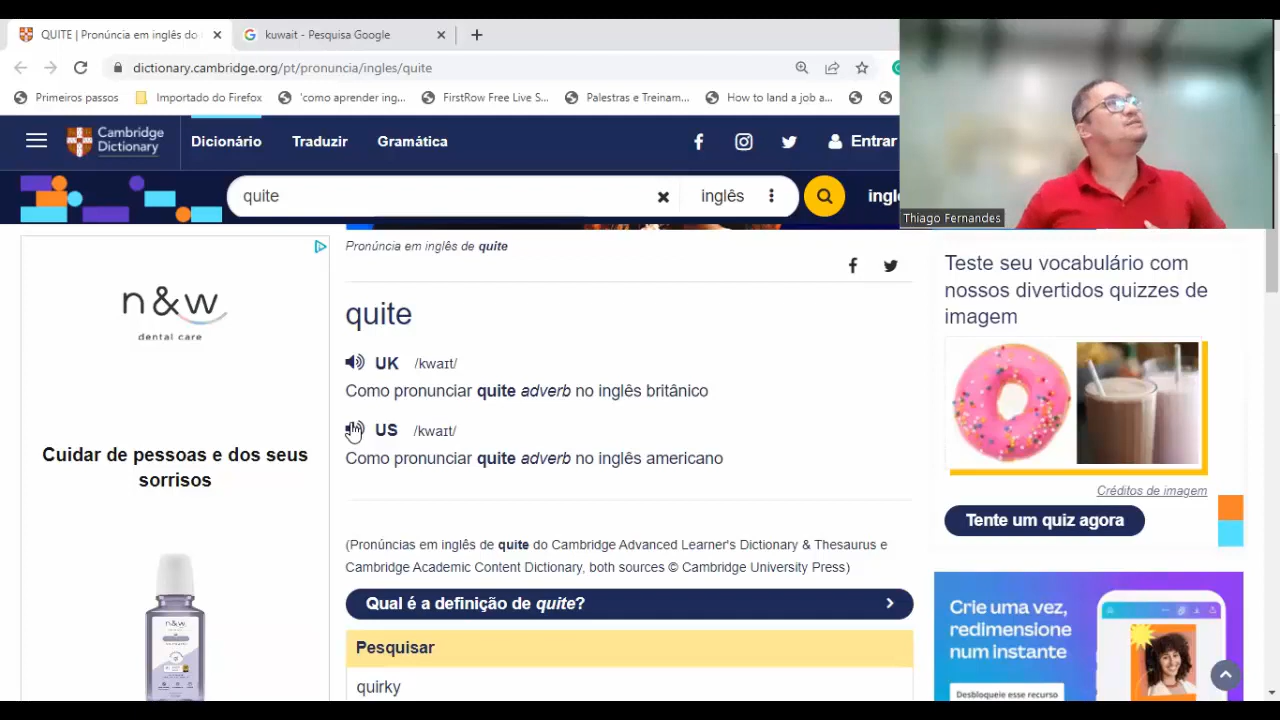 QUITE | Pronúncia em inglês do
kuwait - Pesquisa Google
dictionary.cambridge.org/pt/pronuncia/ingles/quite
Primeiros passos
Importado do Firefox
'como aprender ing...
FirstRow Free Live S...
Palestras e Treinam...
How to land a job a...
Cambridge
Dictionary
Dicionário
Traduzir
Gramática
Entrar
quite
inglês
ingl
Thiago Fernandes
Pronúncia em inglês de quite
quite
UK /kwaɪt/
Como pronunciar quite adverb no inglês britânico
US /kwaɪt/
Como pronunciar quite adverb no inglês americano
(Pronúncias em inglês de quite do Cambridge Advanced Learner's Dictionary & Thesaurus e
Cambridge Academic Content Dictionary, both sources © Cambridge University Press)
Qual é a definição de quite?
Pesquisar
quirky
n&w
dental care
Cuidar de pessoas e dos seus
sorrisos
n&w
Teste seu vocabulário com
nossos divertidos quizzes de
imagem
Créditos de imagem
Tente um quiz agora
Crie uma vez,
redimensione
num instante
Desbloqueie esse recurso